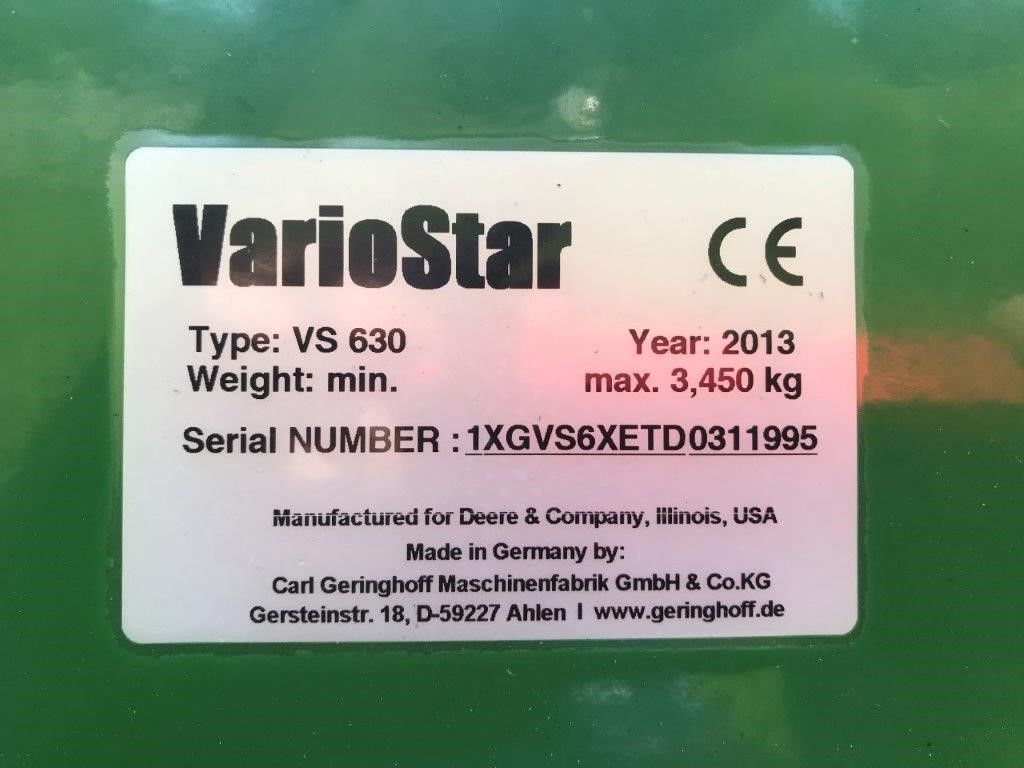 VarioStar CE
Type: VS 630 Year: 2013
Weight: min. max. 3,450 kg
Serial NUMBER : 1XGVS6XETD0311995
Manufactured for Deere & Company, Illinois, USA
Made in Germany by:
Carl Geringhoff Maschinenfabrik GmbH & Co.KG
Gersteinstr. 18, D-59227 Ahlen I www.geringhoff.de